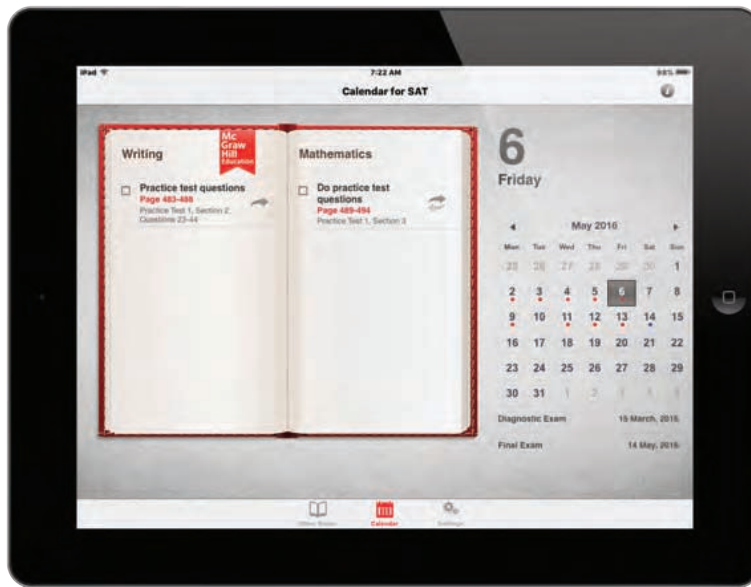 iPad
7:22 AM
98%
Calendar for SAT
i
Writing
Mc
Graw
Hill
Education
Practice test questions
Page 483-488
Practice Test 1, Section 2
Questions 23-44
Mathematics
Do practice test
questions
Page 489-494
Practice Test 1, Section 3
6
Friday
May 2016
Mon Tue Wed Thu Fri Sat Sun
25 26 27 28 29 30 1
2 3 4 5 6 7 8
9 10 11 12 13 14 15
16 17 18 19 20 21 22
23 24 25 26 27 28 29
30 31 1 2 3 4 5
Diagnostic Exam 15 March, 2016.
Final Exam 14 May, 2016.
Calendar
Settings